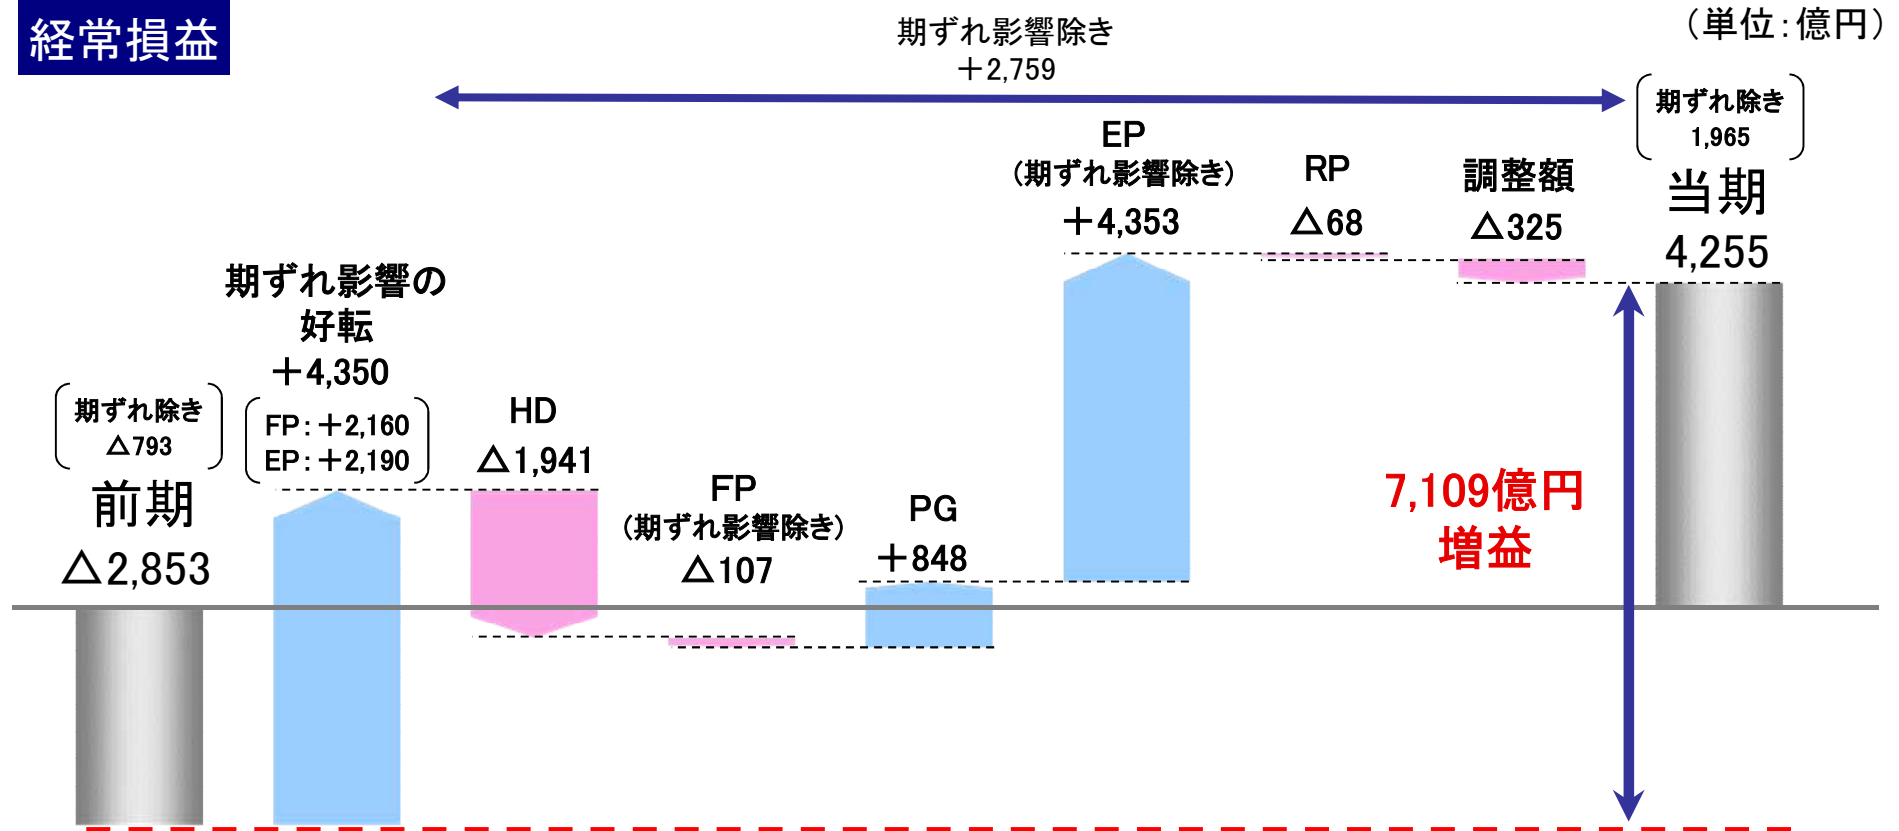 経常損益
（単位：億円）
期ずれ影響除き
＋2,759
期ずれ除き
△793
前期
△2,853
期ずれ影響の
好転
＋4,350
FP：＋2,160
EP：＋2,190
HD
△1,941
FP
（期ずれ影響除き）
△107
PG
＋848
EP
（期ずれ影響除き）
＋4,353
RP
△68
調整額
△325
期ずれ除き
1,965
当期
4,255
7,109億円
増益